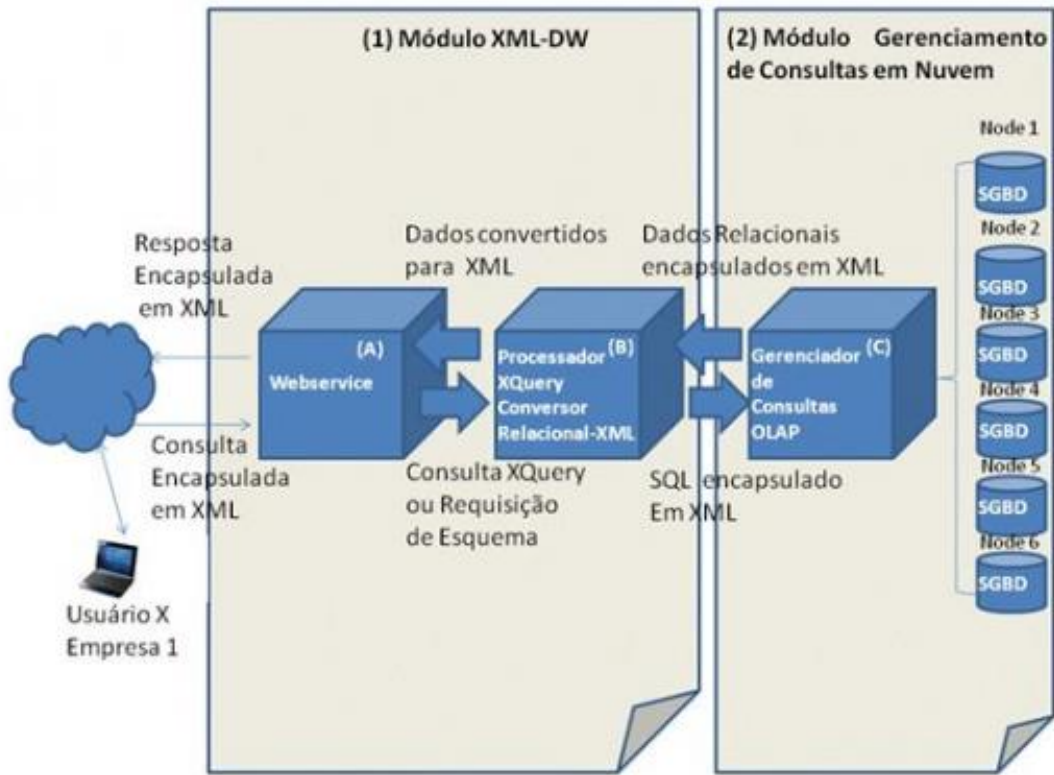 (1) Módulo XML-DW
(2) Módulo Gerenciamento
de Consultas em Nuvem
Node 1
SGBD
Node 2
SGBD
Node 3
SGBD
Node 4
SGBD
Node 5
SGBD
Node 6
SGBD
Resposta
Encapsulada
em XML
Dados convertidos
para XML
Dados Relacionais
encapsulados em XML
(A)
Webservice
(B)
Processador
XQuery
Conversor
Relacional-XML
(C)
Gerenciador
de
Consultas
OLAP
Consulta
Encapsulada
em XML
Consulta XQuery
ou Requisição
de Esquema
SQL encapsulado
Em XML
Usuário X
Empresa 1